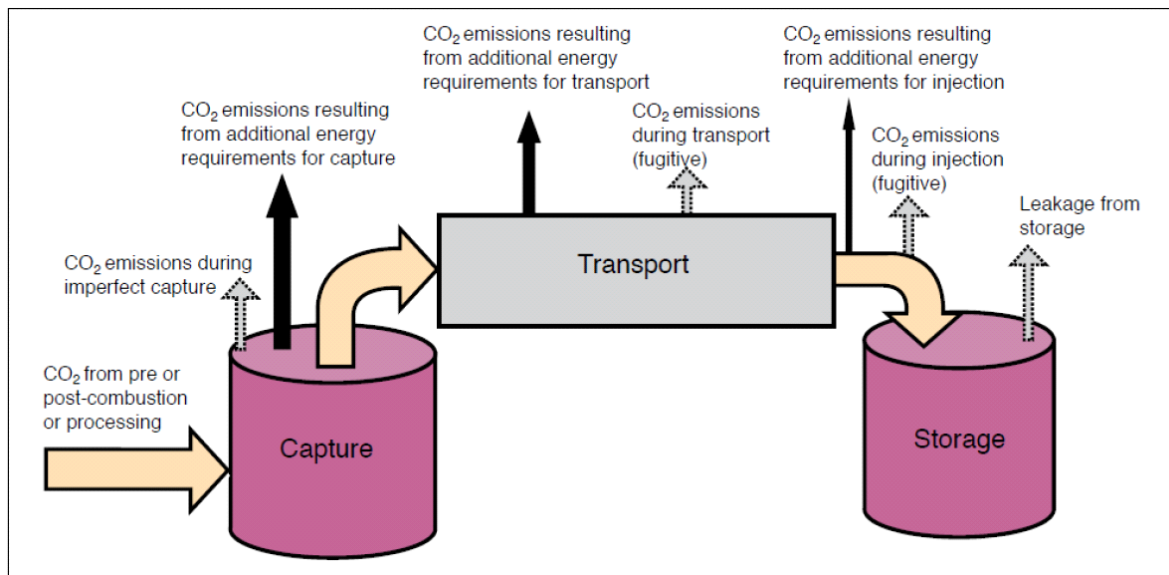 CO₂ emissions resulting
from additional energy
requirements for transport
CO₂ emissions resulting
from additional energy
requirements for injection
CO₂ emissions resulting
from additional energy
requirements for capture
CO₂ emissions
during transport
(fugitive)
CO₂ emissions
during injection
(fugitive)
Leakage from
storage
CO₂ emissions during
imperfect capture
Transport
CO₂ from pre or
post-combustion
or processing
Capture
Storage